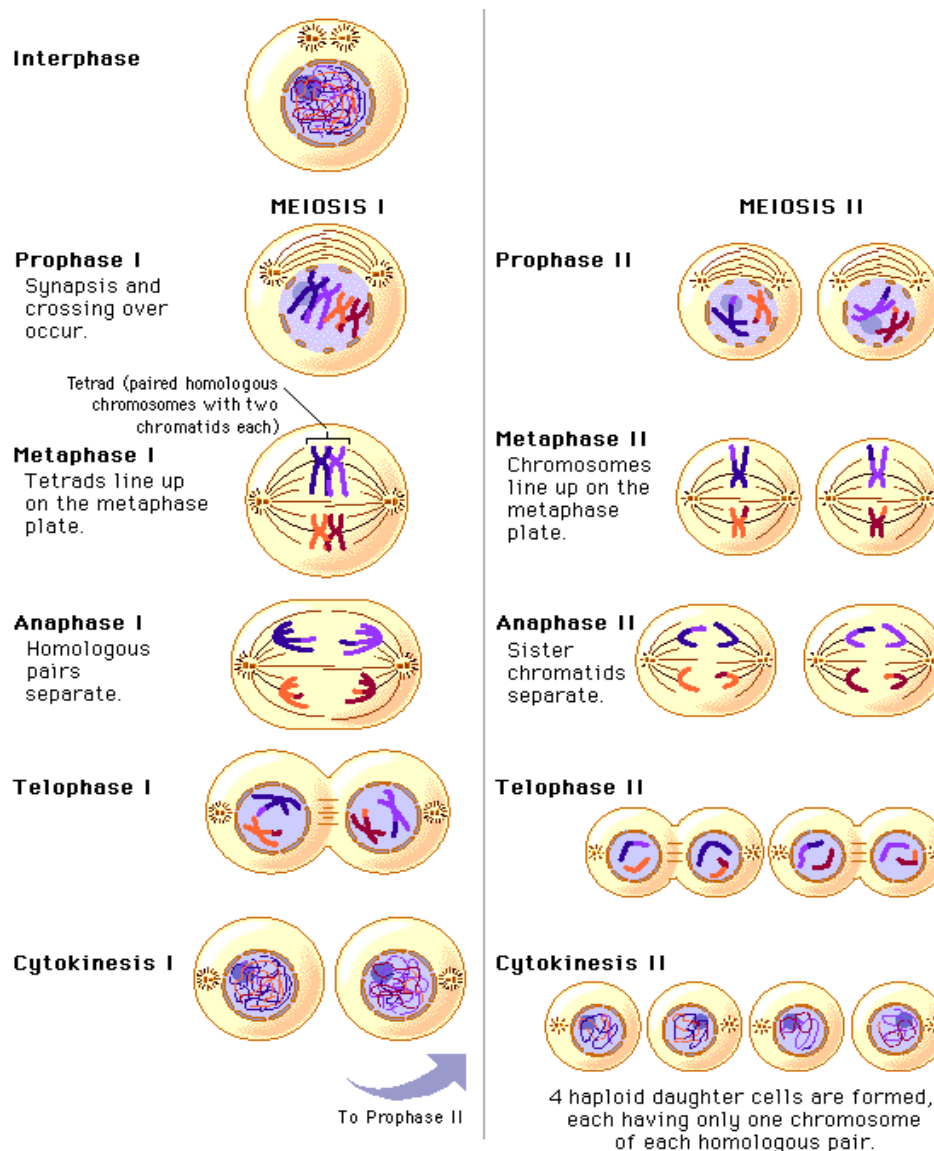 Interphase
MEIOSIS I
Prophase I
Synapsis and
crossing over
occur.
Tetrad (paired homologous
chromosomes with two
chromatids each)
Metaphase I
Tetrads line up
on the metaphase
plate.
Anaphase I
Homologous
pairs
separate.
Telophase I
Cytokinesis I
To Prophase II
MEIOSIS II
Prophase II
Metaphase II
Chromosomes
line up on the
metaphase
plate.
Anaphase II
Sister
chromatids
separate.
Telophase II
Cytokinesis II
4 haploid daughter cells are formed,
each having only one chromosome
of each homologous pair.